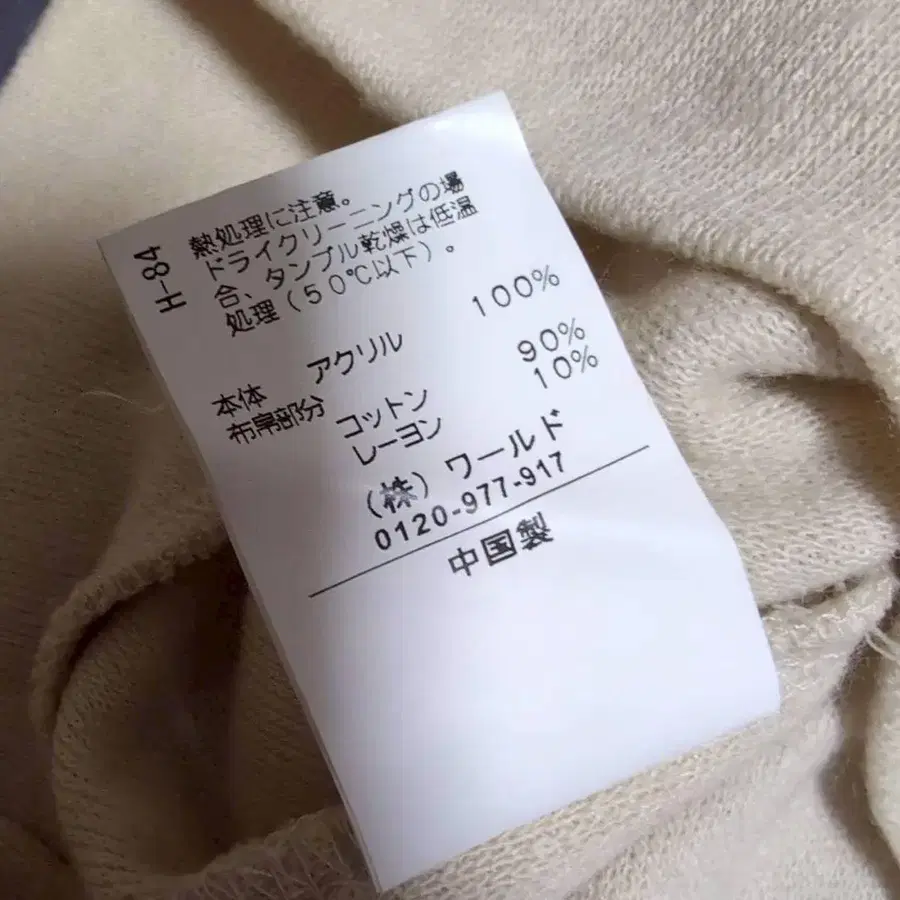 H-84
熱処理に注意。
ドライクリーニングの場
合、タンブル乾燥は低温
処理(50℃以下)。
本体 アクリル 100%
布帛部分 コットン 90%
レーヨン 10%
(株)ワールド
0120-977-917
中国製